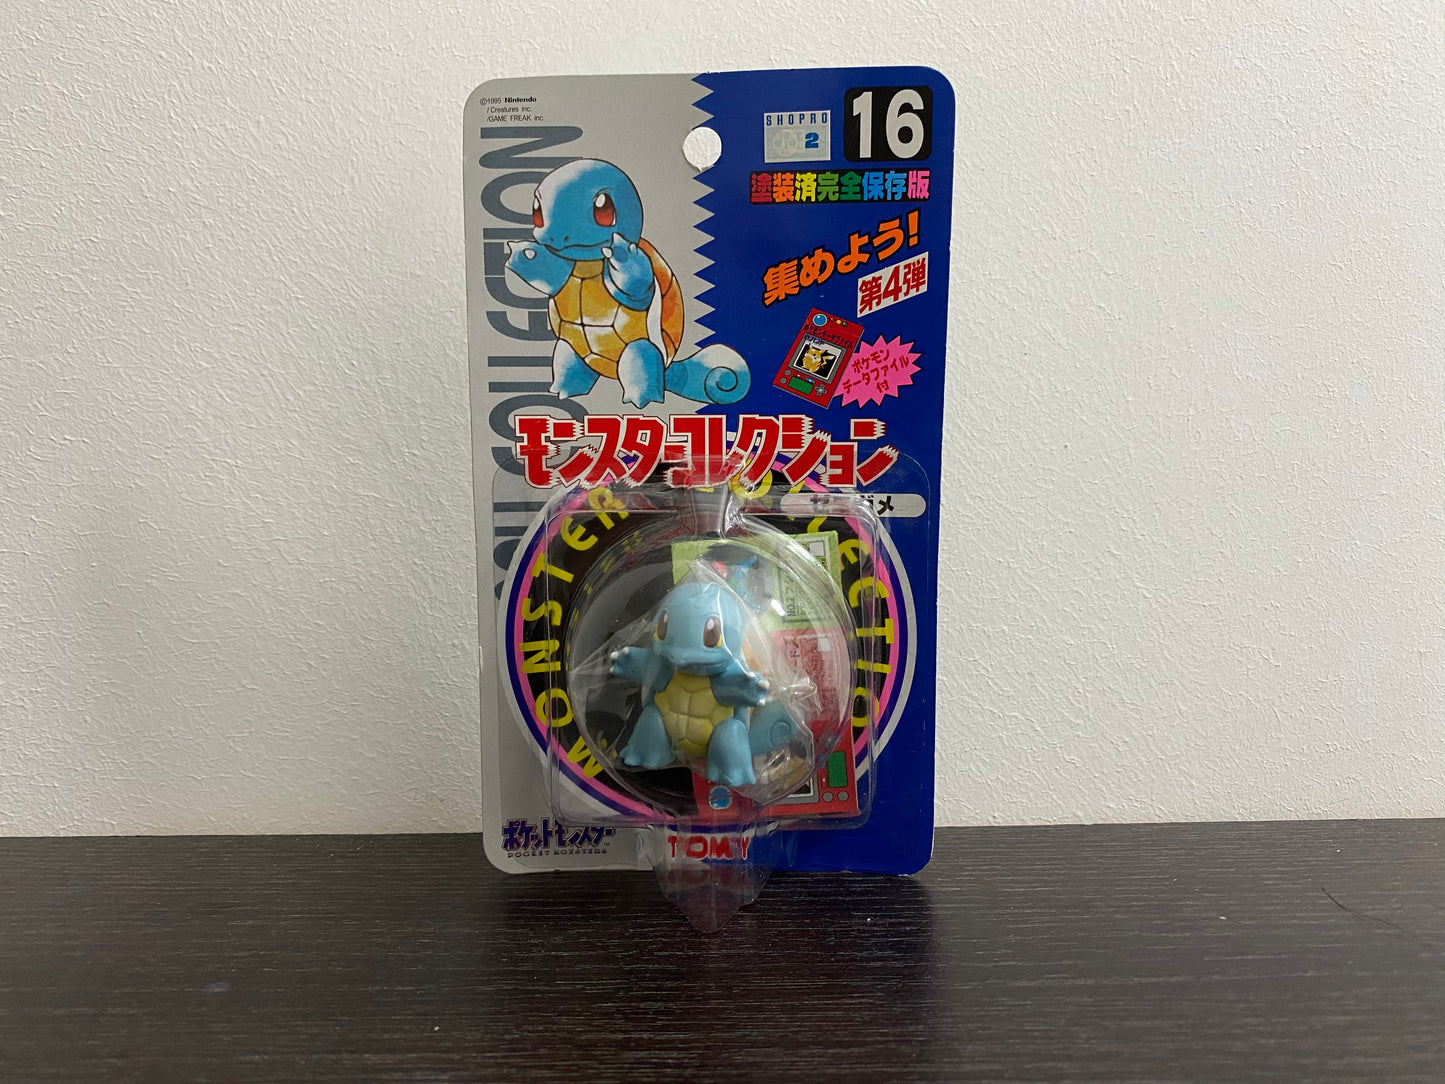 ©1995 Nintendo
/Creatures inc.
/GAME FREAK inc.
SHOPRO
2
16
塗装済完全保存版
集めよう!
第4弾
ポケモン
データファイル
付
モンスターコレクション
MONSTER COLLECTION
ポケットモンスター
POCKET MONSTERS
TOMY